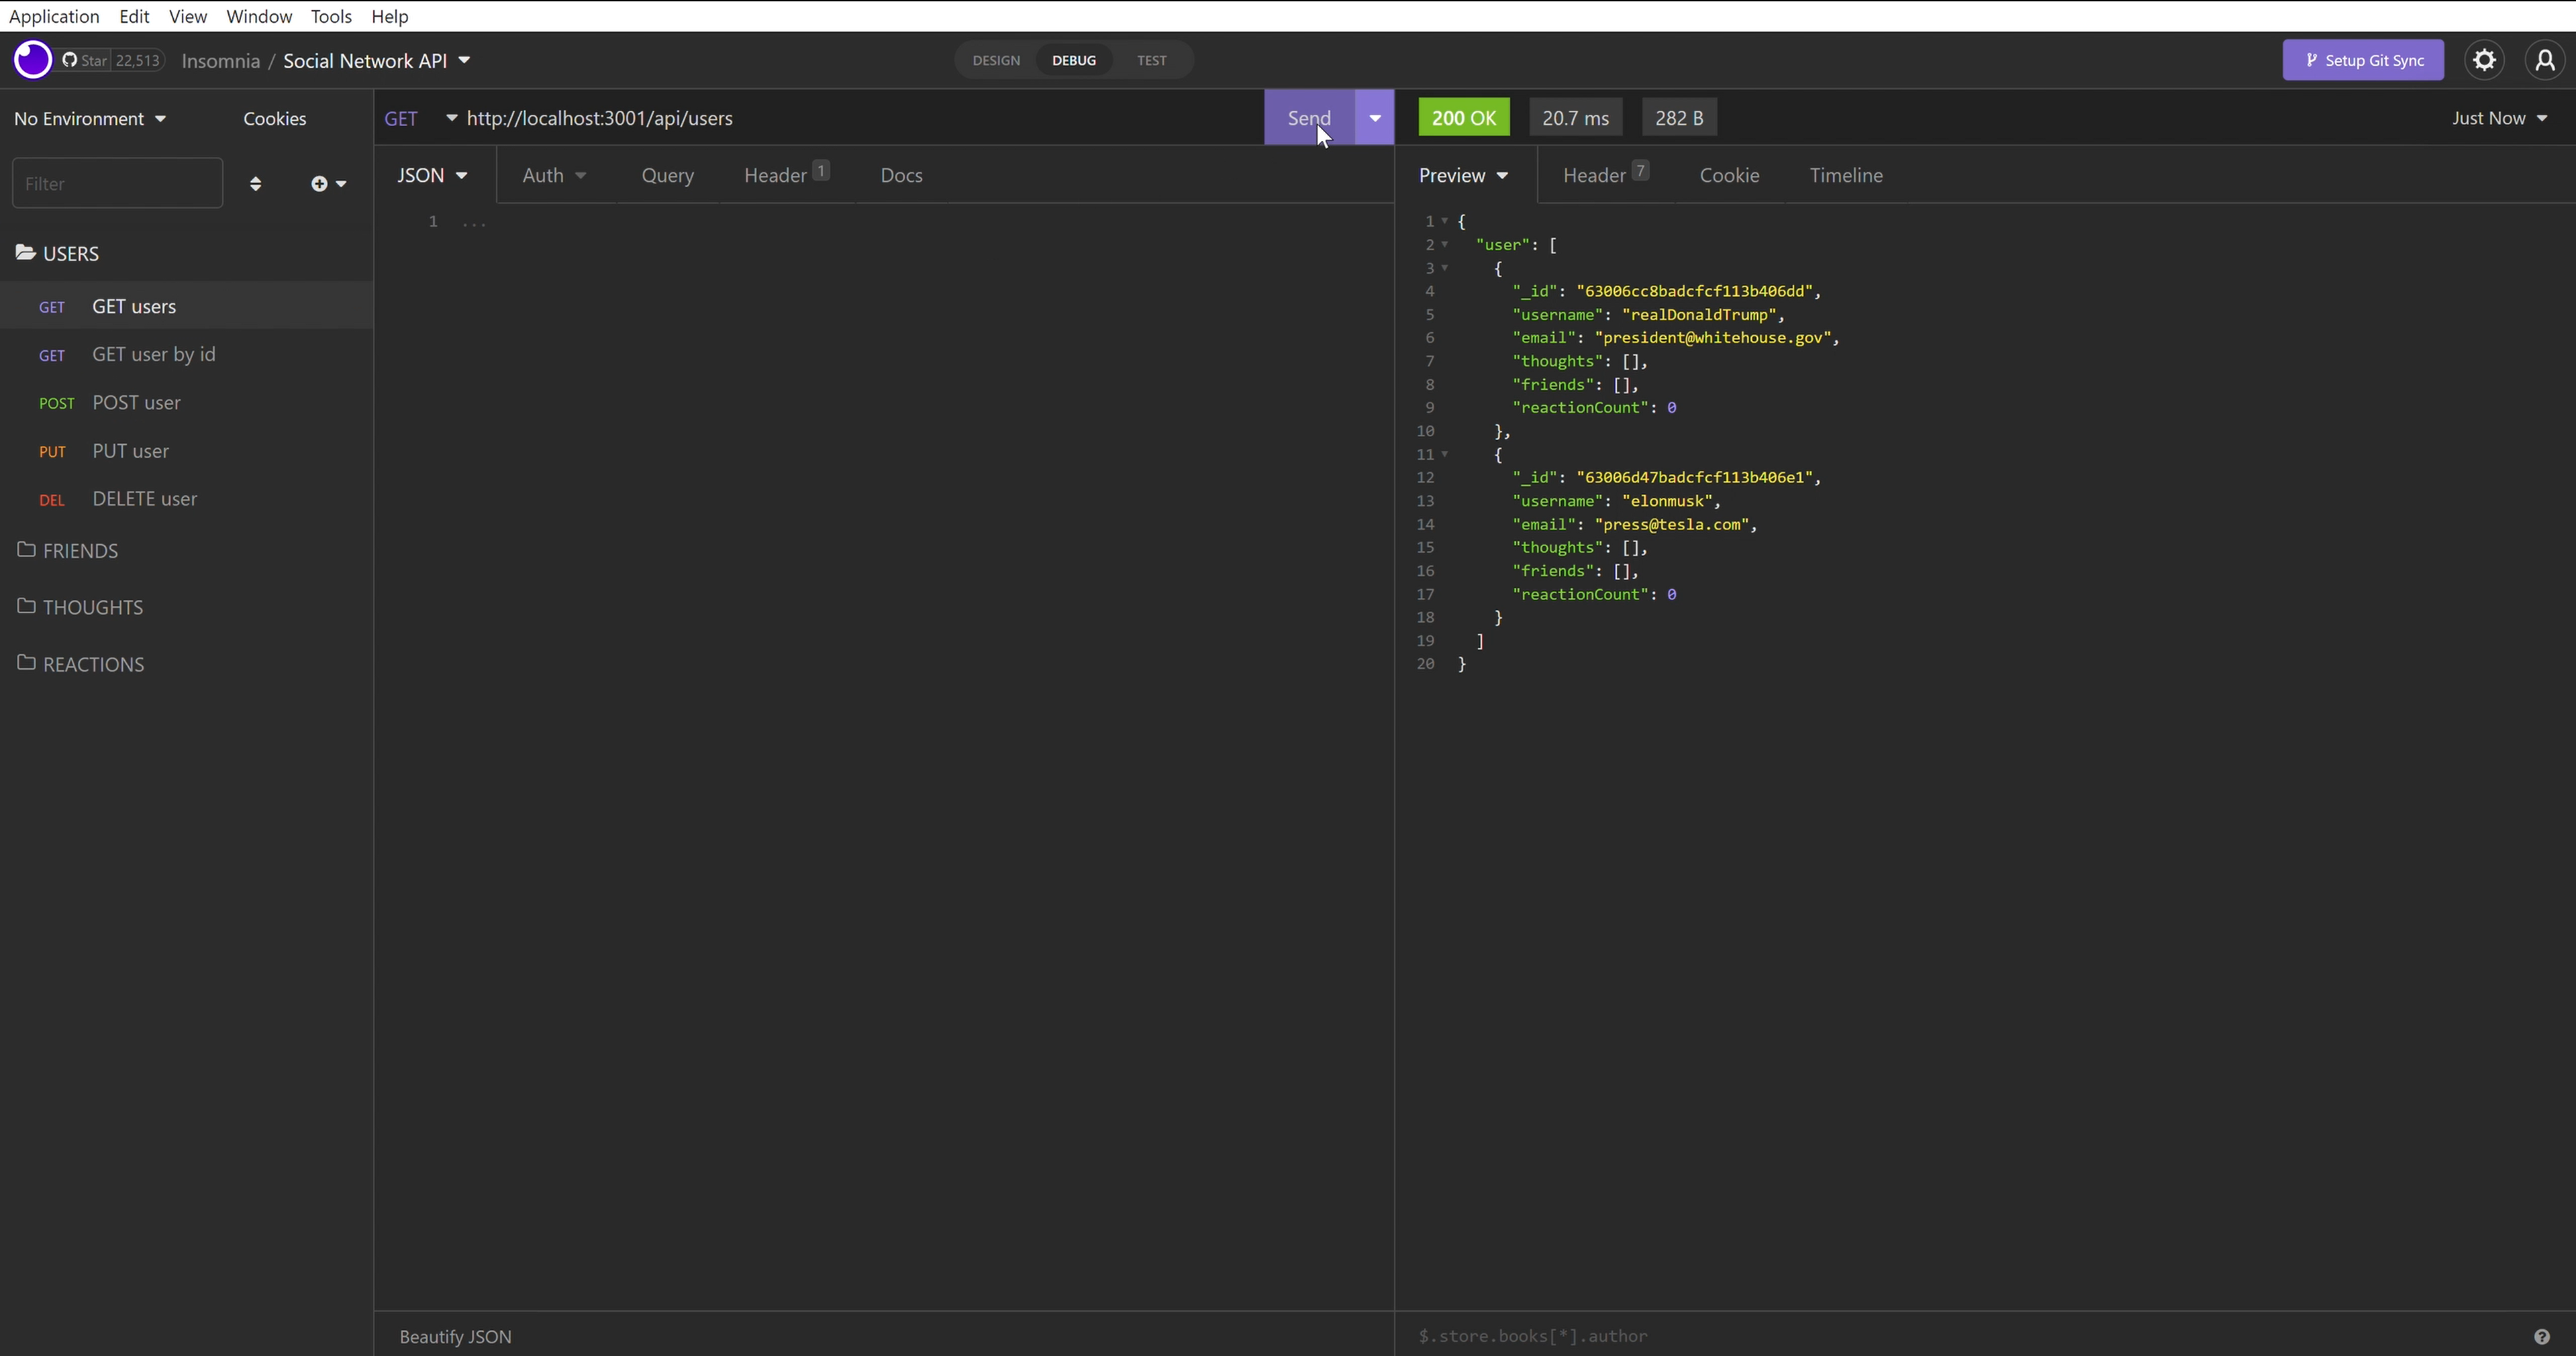 Application Edit View Window Tools Help
Star 22,513 Insomnia / Social Network API
DESIGN DEBUG TEST
Setup Git Sync
No Environment Cookies
GET http://localhost:3001/api/users Send
200 OK 20.7 ms 282 B Just Now
Filter
JSON Auth Query Header 1 Docs
Preview Header 7 Cookie Timeline
USERS
GET GET users
GET GET user by id
POST POST user
PUT PUT user
DEL DELETE user
FRIENDS
THOUGHTS
REACTIONS
1 ...
1 {
2 "user": [
3 {
4 "_id": "63006cc8badcfcf113b406dd",
5 "username": "realDonaldTrump",
6 "email": "president@whitehouse.gov",
7 "thoughts": [],
8 "friends": [],
9 "reactionCount": 0
10 },
11 {
12 "_id": "63006d47badcfcf113b406e1",
13 "username": "elonmusk",
14 "email": "press@tesla.com",
15 "thoughts": [],
16 "friends": [],
17 "reactionCount": 0
18 }
19 ]
20 }
Beautify JSON
$.store.books[*].author